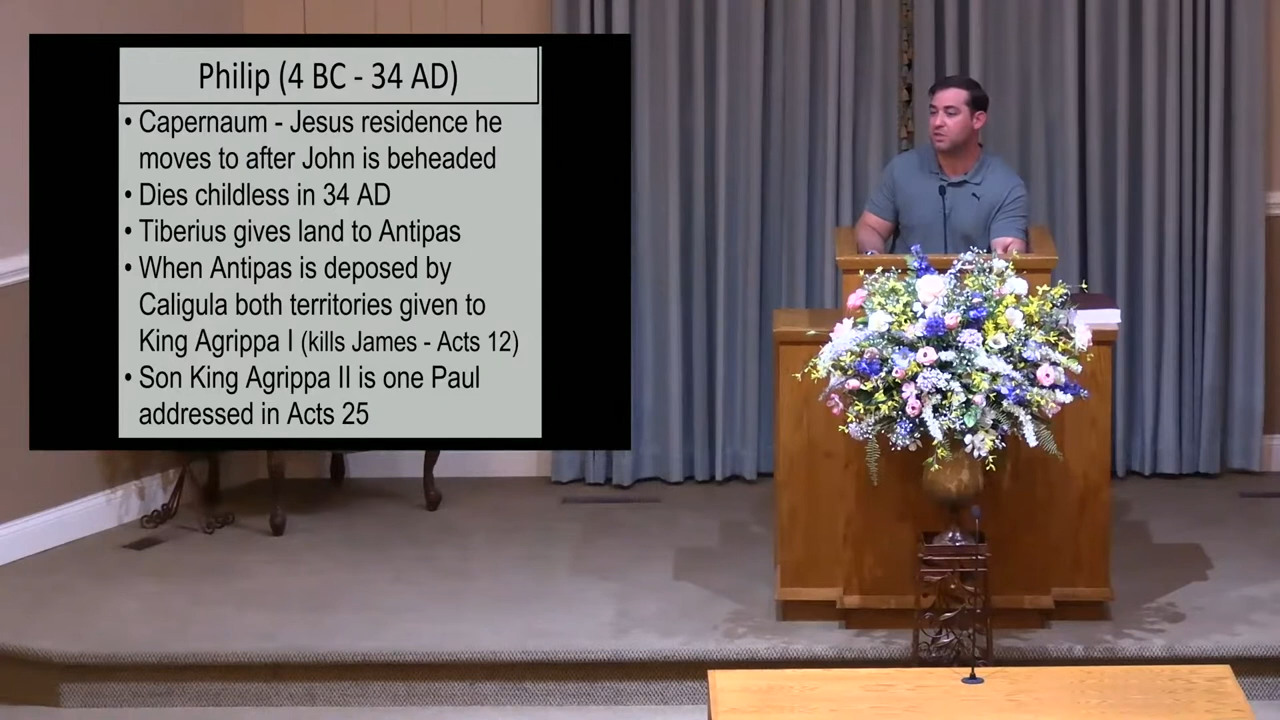 Philip (4 BC - 34 AD)
• Capernaum - Jesus residence he
moves to after John is beheaded
• Dies childless in 34 AD
• Tiberius gives land to Antipas
• When Antipas is deposed by
Caligula both territories given to
King Agrippa I (kills James - Acts 12)
• Son King Agrippa II is one Paul
addressed in Acts 25